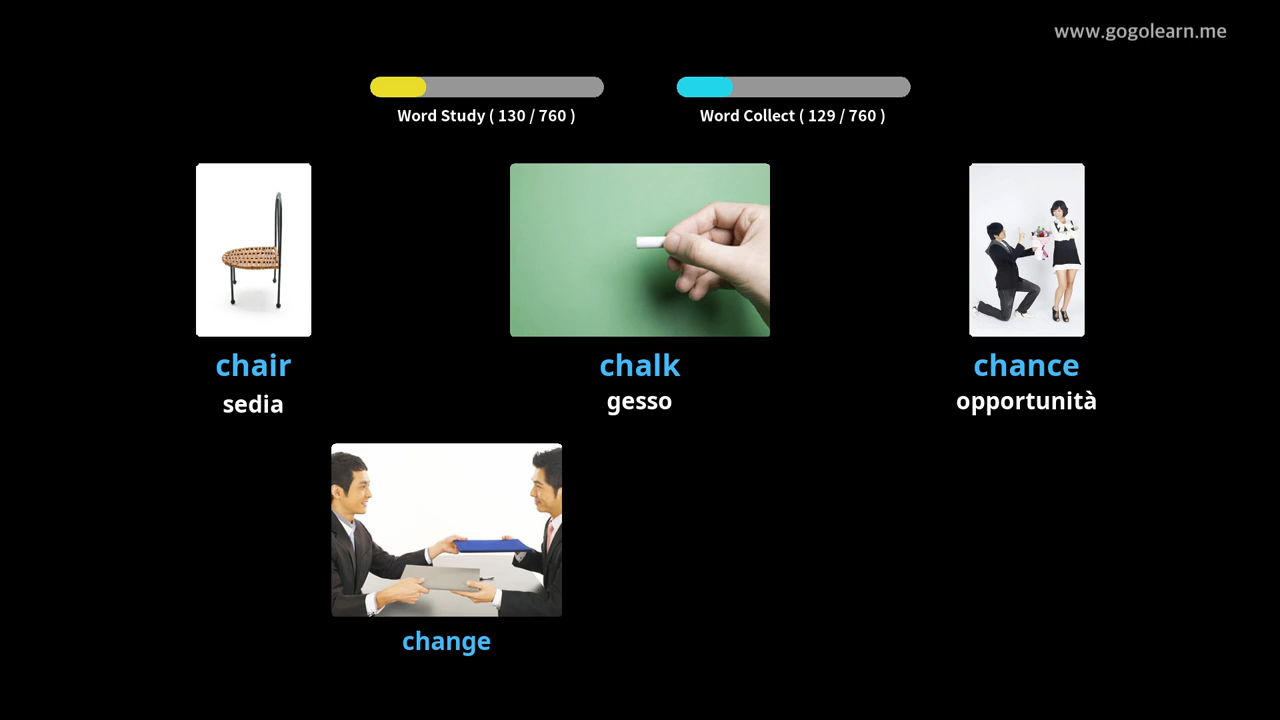 www.gogolearn.me
Word Study ( 130 / 760 )
Word Collect ( 129 / 760 )
chair
sedia
chalk
gesso
chance
opportunità
change